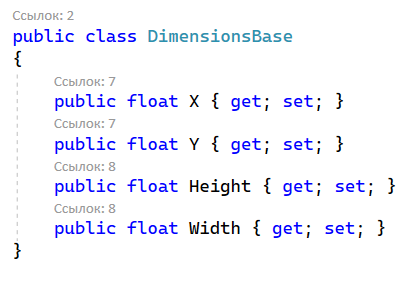 Ссылок: 2
public class DimensionsBase
{
Ссылок: 7
public float X { get; set; }
Ссылок: 7
public float Y { get; set; }
Ссылок: 8
public float Height { get; set; }
Ссылок: 8
public float Width { get; set; }
}